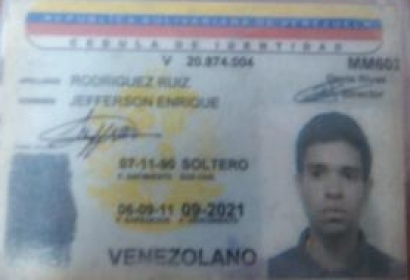 REPUBLICA BOLIVARIANA DE VENEZUELA
CEDULA DE IDENTIDAD
V 20.874.004 MM603
APELLIDOS RODRIGUEZ RUIZ
NOMBRES JEFFERSON ENRIQUE
Director
07-11-90 SOLTERO
F. NACIMIENTO EDO CIVIL
06-09-11 09-2021
F. EXPEDICION F. VENCIMIENTO
VENEZOLANO